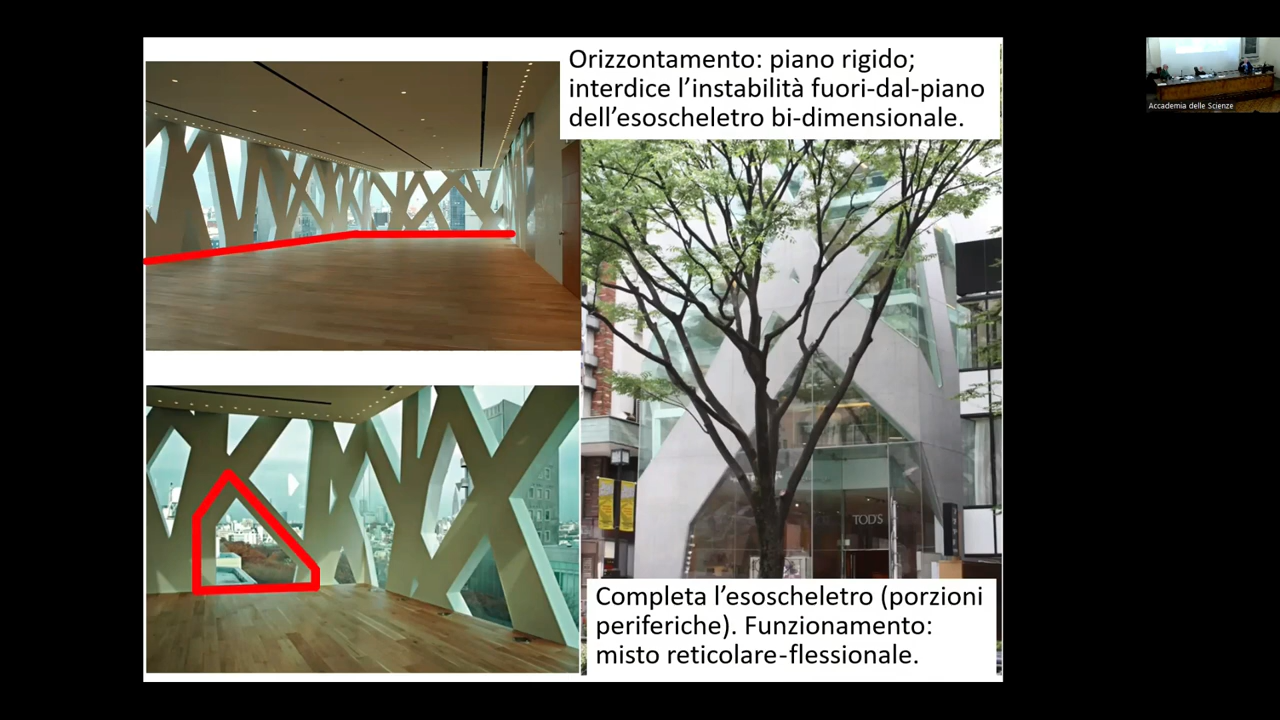 Orizzontamento: piano rigido;
interdice l’instabilità fuori-dal-piano
dell’esoscheletro bi-dimensionale.
Accademia delle Scienze
TOD'S
Completa l’esoscheletro (porzioni
periferiche). Funzionamento:
misto reticolare-flessionale.